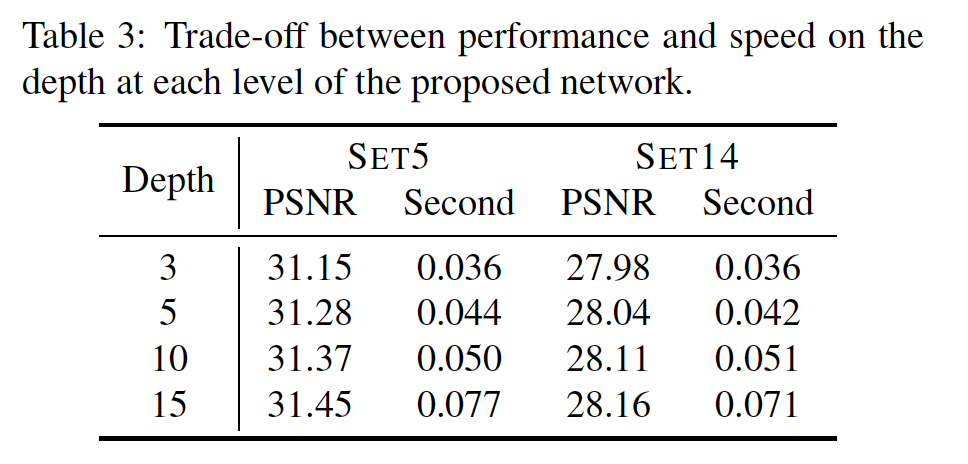 Table 3: Trade-off between performance and speed on the
depth at each level of the proposed network.
Depth SET5 SET14
PSNR Second PSNR Second
3 31.15 0.036 27.98 0.036
5 31.28 0.044 28.04 0.042
10 31.37 0.050 28.11 0.051
15 31.45 0.077 28.16 0.071